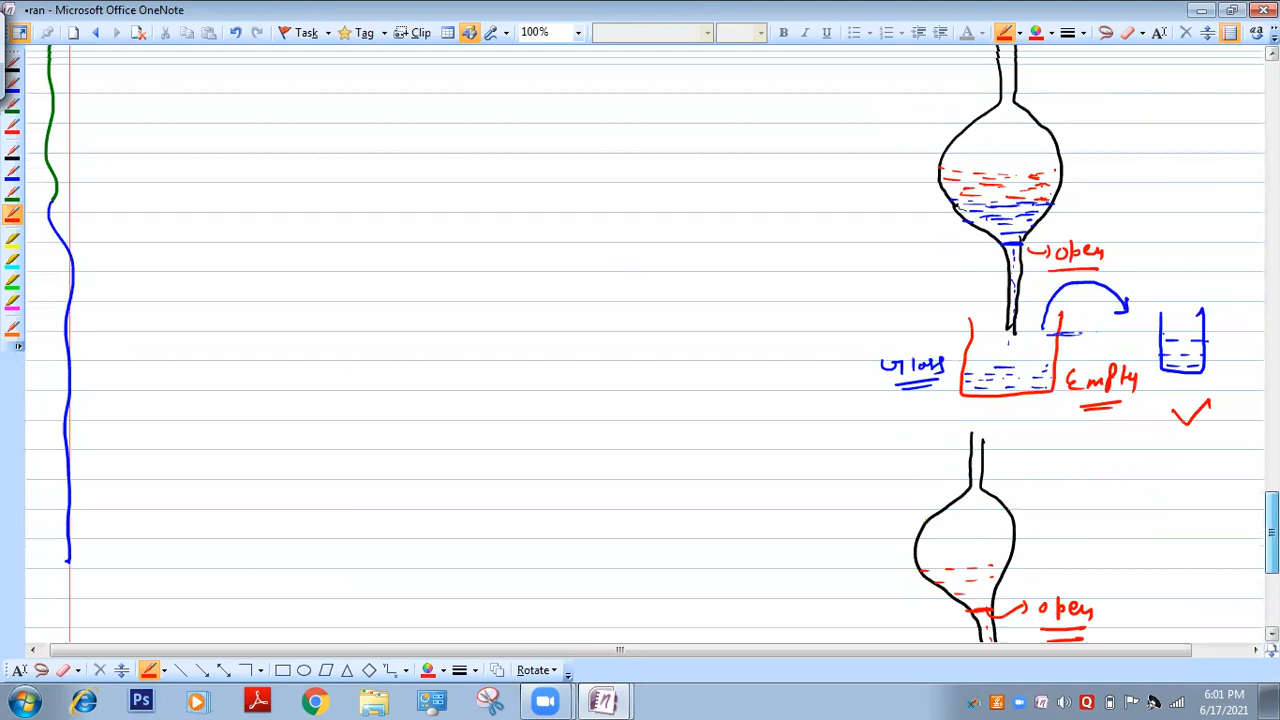 •ran - Microsoft Office OneNote
Task
Tag
Clip
100%
B I U
A
open
Glass
Empty
open
A
Rotate
Ps
Q
6:01 PM
6/17/2021